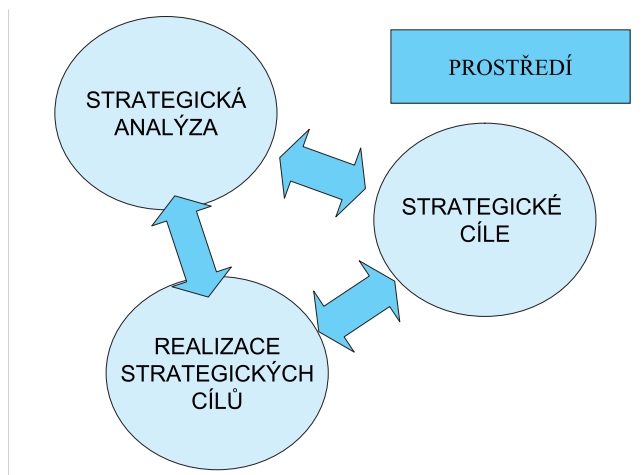 STRATEGICKÁ
ANALÝZA
PROSTŘEDÍ
STRATEGICKÉ
CÍLE
REALIZACE
STRATEGICKÝCH
CÍLŮ